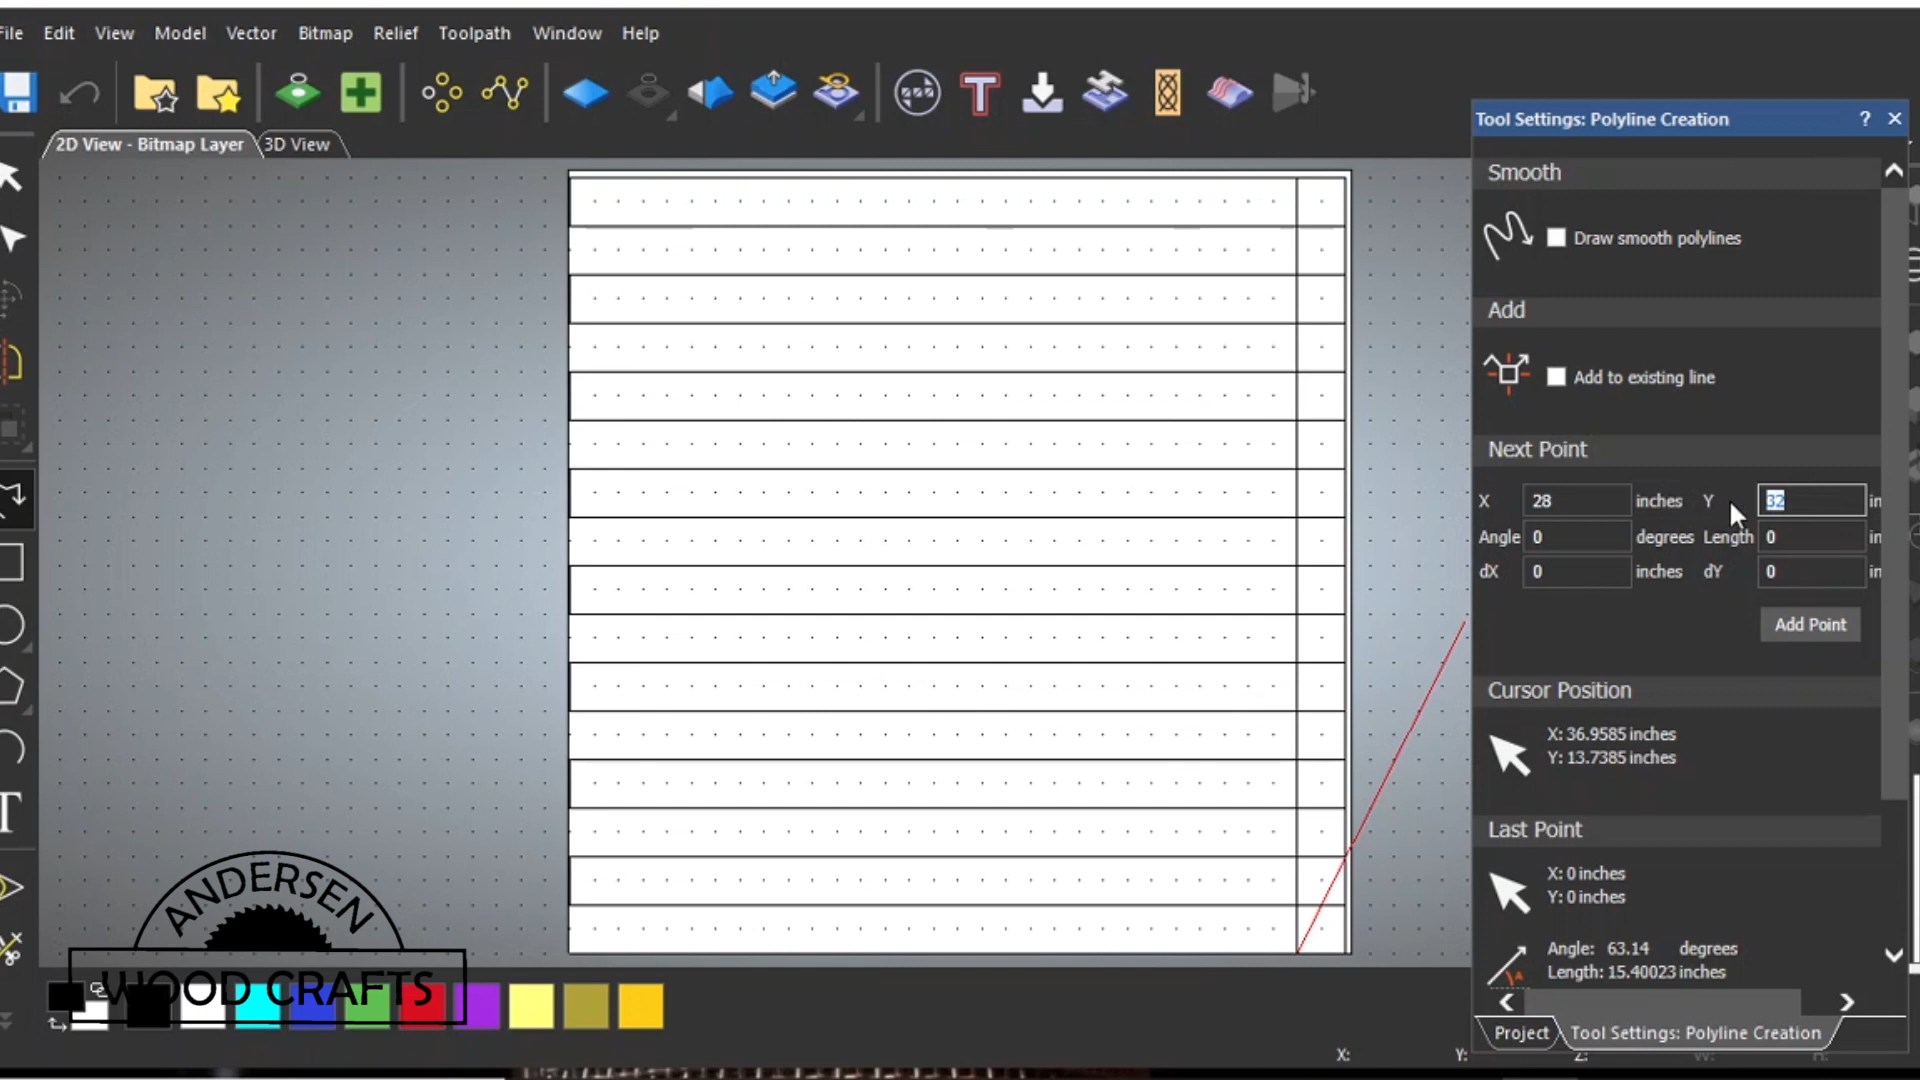 File Edit View Model Vector Bitmap Relief Toolpath Window Help
2D View - Bitmap Layer 3D View
Tool Settings: Polyline Creation ?
Smooth
Draw smooth polylines
Add
Add to existing line
Next Point
X 28 inches Y 32 in
Angle 0 degrees Length 0 in
dX 0 inches dY 0 in
Add Point
Cursor Position
X: 36.9585 inches
Y: 13.7385 inches
Last Point
X: 0 inches
Y: 0 inches
Angle: 63.14 degrees
Length: 15.40023 inches
Project Tool Settings: Polyline Creation
X: Y: Z: W: H:
ANDERSEN
WOOD CRAFTS